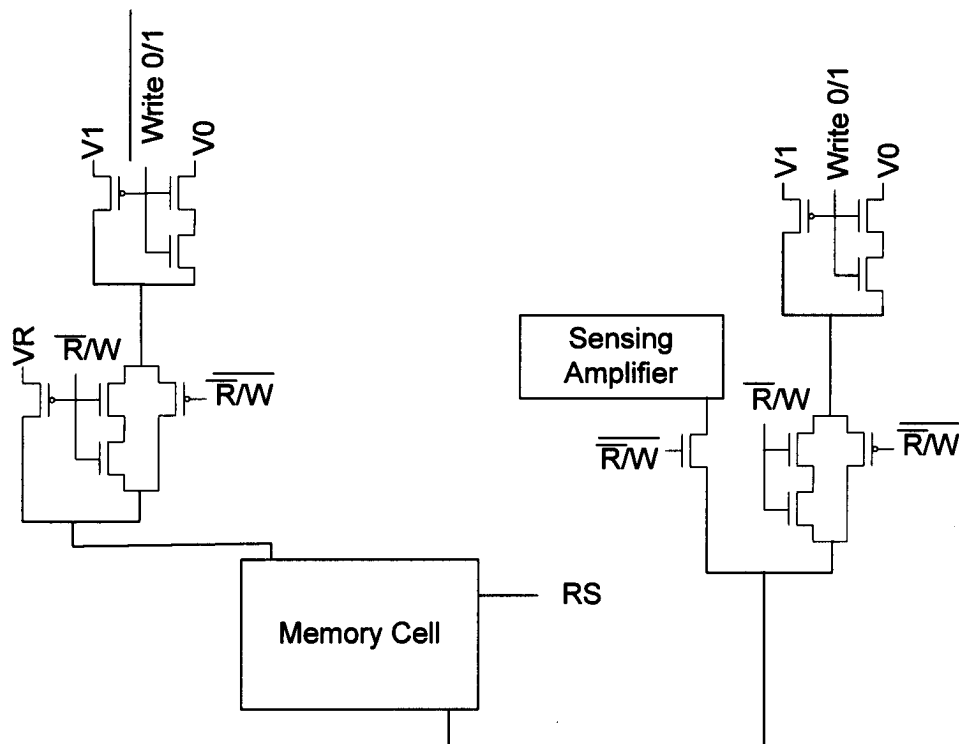 V1
Write 0/1
V0
V1
Write 0/1
V0
VR
R̅/W
R̅/W̅
Sensing
Amplifier
R̅/W
R̅/W̅
R̅/W̅
Memory Cell
RS